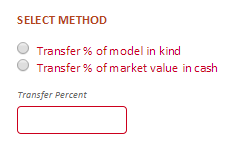 SELECT METHOD
Transfer % of model in kind
Transfer % of market value in cash
Transfer Percent